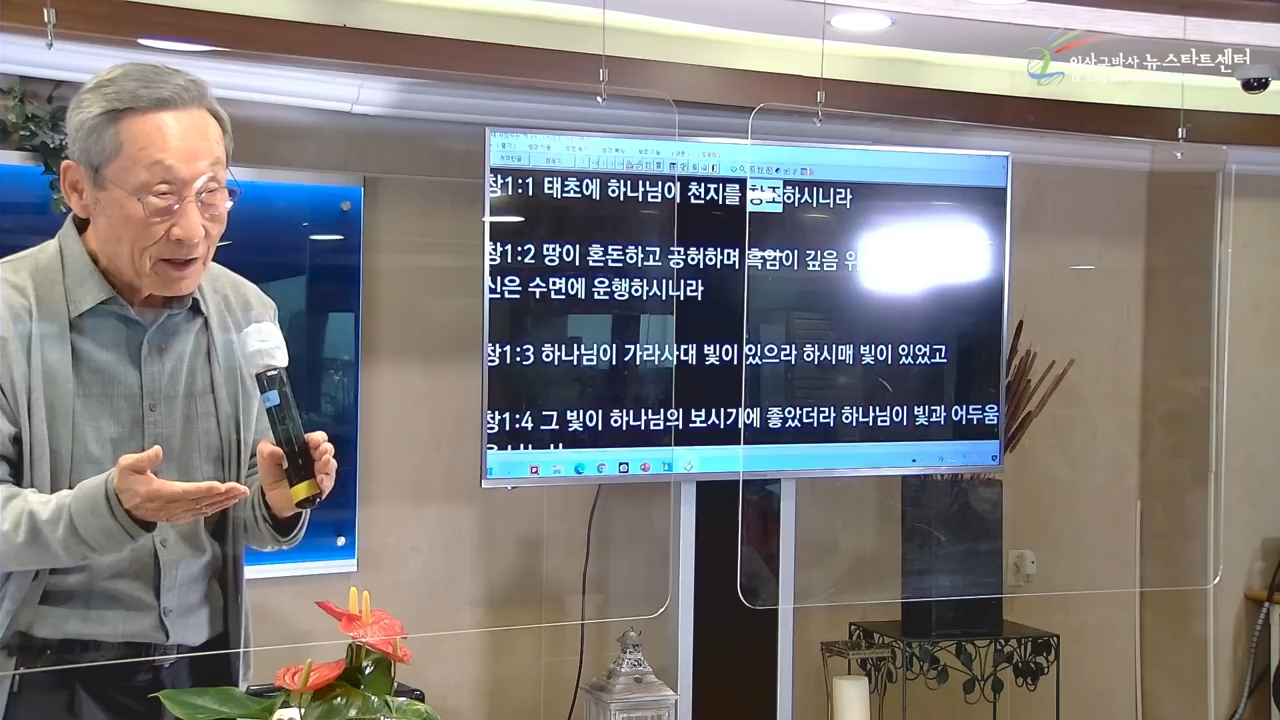 이상구박사 뉴스타트센터
창1:1 태초에 하나님이 천지를 창조하시니라
창1:2 땅이 혼돈하고 공허하며 흑암이 깊음 위
신은 수면에 운행하시니라
창1:3 하나님이 가라사대 빛이 있으라 하시매 빛이 있었고
창1:4 그 빛이 하나님의 보시기에 좋았더라 하나님이 빛과 어두움